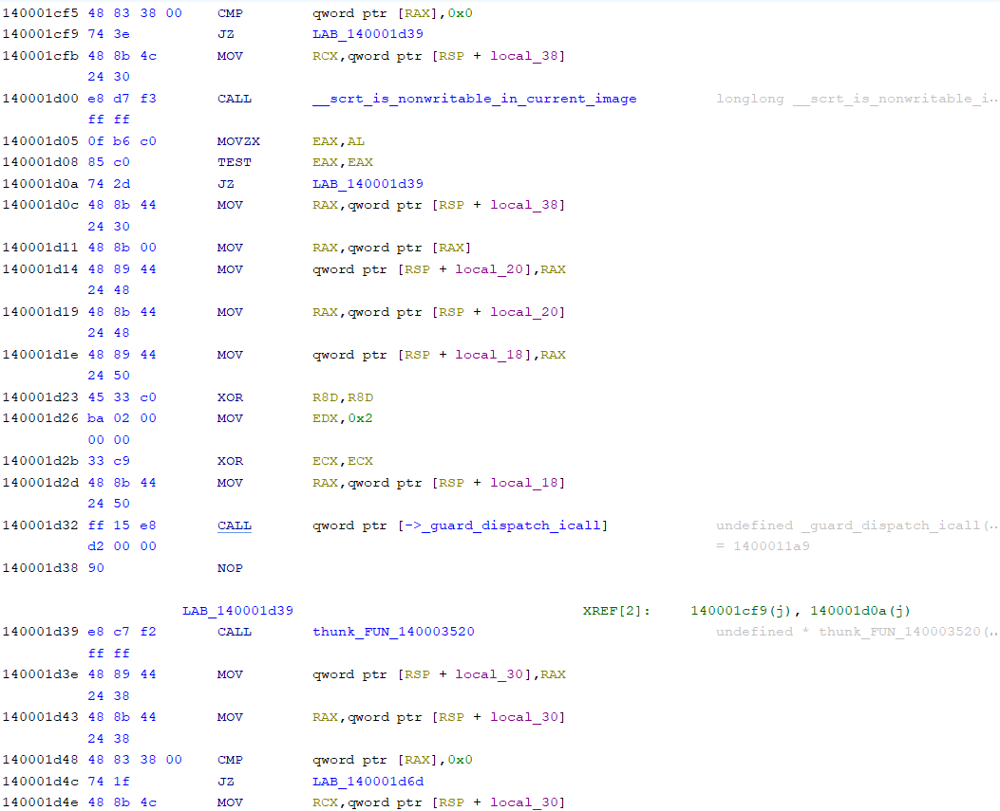 140001cf5 48 83 38 00 CMP qword ptr [RAX],0x0
140001cf9 74 3e JZ LAB_140001d39
140001cfb 48 8b 4c MOV RCX,qword ptr [RSP + local_38]
24 30
140001d00 e8 d7 f3 CALL __scrt_is_nonwritable_in_current_image longlong __scrt_is_nonwritable_i..
ff ff
140001d05 0f b6 c0 MOVZX EAX,AL
140001d08 85 c0 TEST EAX,EAX
140001d0a 74 2d JZ LAB_140001d39
140001d0c 48 8b 44 MOV RAX,qword ptr [RSP + local_38]
24 30
140001d11 48 8b 00 MOV RAX,qword ptr [RAX]
140001d14 48 89 44 MOV qword ptr [RSP + local_20],RAX
24 48
140001d19 48 8b 44 MOV RAX,qword ptr [RSP + local_20]
24 48
140001d1e 48 89 44 MOV qword ptr [RSP + local_18],RAX
24 50
140001d23 45 33 c0 XOR R8D,R8D
140001d26 ba 02 00 MOV EDX,0x2
00 00
140001d2b 33 c9 XOR ECX,ECX
140001d2d 48 8b 44 MOV RAX,qword ptr [RSP + local_18]
24 50
140001d32 ff 15 e8 CALL qword ptr [->_guard_dispatch_icall] undefined _guard_dispatch_icall(..
d2 00 00 = 1400011a9
140001d38 90 NOP
LAB_140001d39 XREF[2]: 140001cf9(j), 140001d0a(j)
140001d39 e8 c7 f2 CALL thunk_FUN_140003520 undefined * thunk_FUN_140003520(..
ff ff
140001d3e 48 89 44 MOV qword ptr [RSP + local_30],RAX
24 38
140001d43 48 8b 44 MOV RAX,qword ptr [RSP + local_30]
24 38
140001d48 48 83 38 00 CMP qword ptr [RAX],0x0
140001d4c 74 1f JZ LAB_140001d6d
140001d4e 48 8b 4c MOV RCX,qword ptr [RSP + local_30]